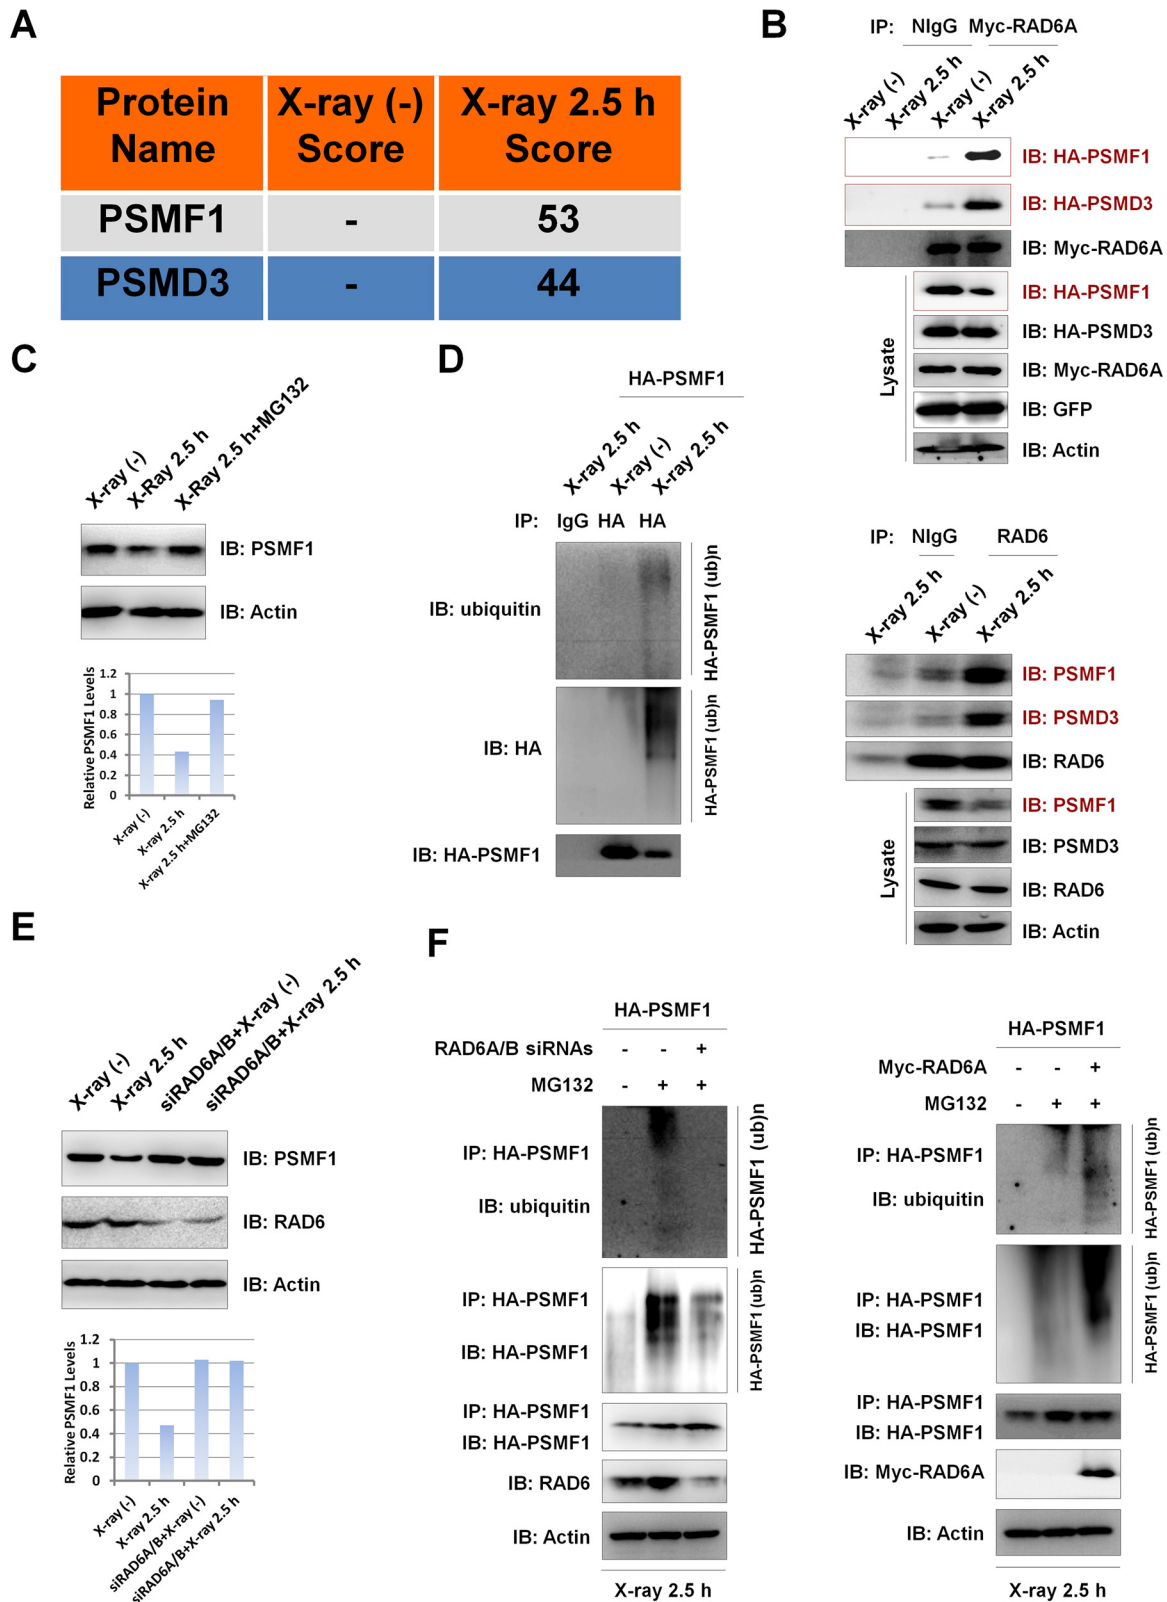 A
Protein Name
X-ray (-) Score
X-ray 2.5 h Score
PSMF1
-
53
PSMD3
-
44
B
IP:
NIgG
Myc-RAD6A
X-ray (-)
X-ray 2.5 h
X-ray (-)
X-ray 2.5 h
IB: HA-PSMF1
IB: HA-PSMD3
IB: Myc-RAD6A
Lysate
IB: HA-PSMF1
IB: HA-PSMD3
IB: Myc-RAD6A
IB: GFP
IB: Actin
IP:
NIgG
RAD6
X-ray 2.5 h
X-ray (-)
X-ray 2.5 h
IB: PSMF1
IB: PSMD3
IB: RAD6
Lysate
IB: PSMF1
IB: PSMD3
IB: RAD6
IB: Actin
C
X-ray (-)
X-Ray 2.5 h
X-Ray 2.5 h+MG132
IB: PSMF1
IB: Actin
Relative PSMF1 Levels
1.2
1
0.8
0.6
0.4
0.2
0
X-ray (-)
X-ray 2.5 h
X-ray 2.5 h+MG132
D
HA-PSMF1
X-ray 2.5 h
X-ray (-)
X-ray 2.5 h
IP: IgG HA HA
IB: ubiquitin
HA-PSMF1 (ub)n
IB: HA
HA-PSMF1 (ub)n
IB: HA-PSMF1
E
X-ray (-)
X-ray 2.5 h
siRAD6A/B+X-ray (-)
siRAD6A/B+X-ray 2.5 h
IB: PSMF1
IB: RAD6
IB: Actin
Relative PSMF1 Levels
1.2
1
0.8
0.6
0.4
0.2
0
X-ray (-)
X-ray 2.5 h
siRAD6A/B+X-ray (-)
siRAD6A/B+X-ray 2.5 h
F
HA-PSMF1
RAD6A/B siRNAs - - +
MG132 - + +
IP: HA-PSMF1
IB: ubiquitin
HA-PSMF1 (ub)n
IP: HA-PSMF1
IB: HA-PSMF1
HA-PSMF1 (ub)n
IP: HA-PSMF1
IB: HA-PSMF1
IB: RAD6
IB: Actin
X-ray 2.5 h
HA-PSMF1
Myc-RAD6A - - +
MG132 - + +
IP: HA-PSMF1
IB: ubiquitin
HA-PSMF1 (ub)n
IP: HA-PSMF1
IB: HA-PSMF1
HA-PSMF1 (ub)n
IP: HA-PSMF1
IB: HA-PSMF1
IB: Myc-RAD6A
IB: Actin
X-ray 2.5 h